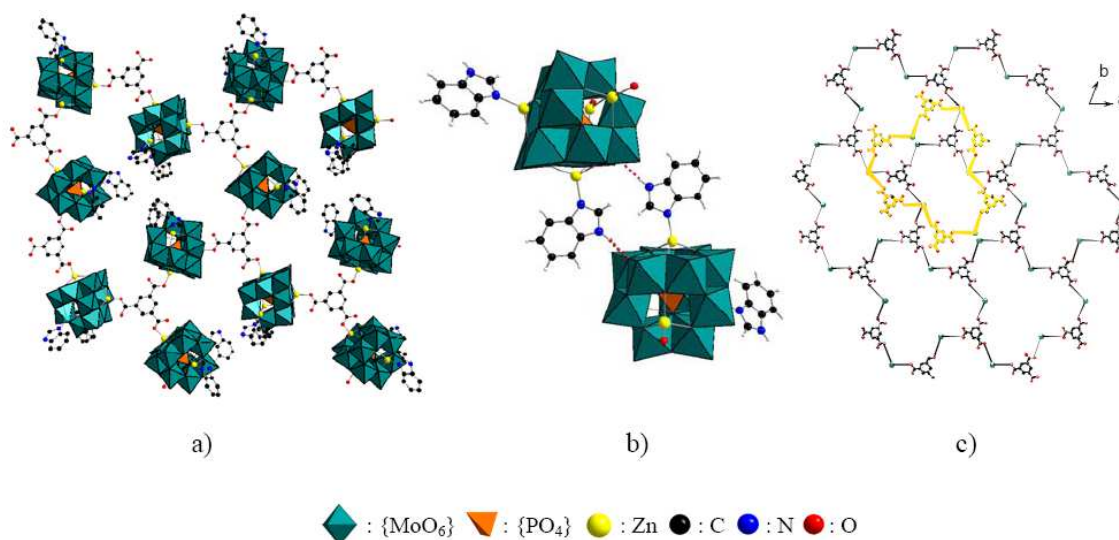 b
a) b) c)
: {MoO₆} : {PO₄} : Zn : C : N : O